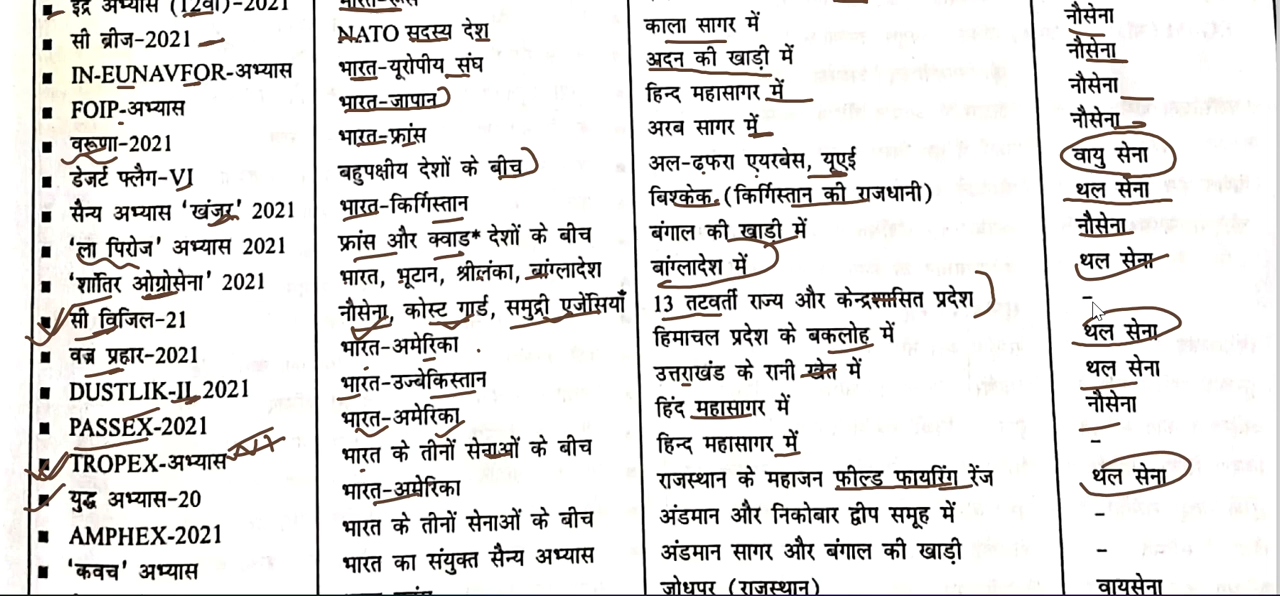 इंद्र अभ्यास (12वां)-2021 भारत-रूस
सी ब्रीज-2021 NATO सदस्य देश काला सागर में नौसेना
IN-EUNAVFOR-अभ्यास भारत-यूरोपीय संघ अदन की खाड़ी में नौसेना
FOIP-अभ्यास भारत-जापान हिन्द महासागर में नौसेना
वरूणा-2021 भारत-फ्रांस अरब सागर में नौसेना
डेजर्ट फ्लैग-VI बहुपक्षीय देशों के बीच अल-ढ़फरा एयरबेस, यूएई वायु सेना
सैन्य अभ्यास 'खंजर' 2021 भारत-किर्गिस्तान बिश्केक (किर्गिस्तान की राजधानी) थल सेना
'ला पिरोज' अभ्यास 2021 फ्रांस और क्वाड* देशों के बीच बंगाल की खाड़ी में नौसेना
'शांतिर ओग्रोसेना' 2021 भारत, भूटान, श्रीलंका, बांग्लादेश बांग्लादेश में थल सेना
सी विजिल-21 नौसेना, कोस्ट गार्ड, समुद्री एजेंसियाँ 13 तटवर्ती राज्य और केन्द्रशासित प्रदेश –
वज्र प्रहार-2021 भारत-अमेरिका हिमाचल प्रदेश के बकलोह में थल सेना
DUSTLIK-II 2021 भारत-उज्बेकिस्तान उत्तराखंड के रानी खेत में थल सेना
PASSEX-2021 भारत-अमेरिका हिंद महासागर में नौसेना
TROPEX-अभ्यास भारत के तीनों सेनाओं के बीच हिन्द महासागर में –
युद्ध अभ्यास-20 भारत-अमेरिका राजस्थान के महाजन फील्ड फायरिंग रेंज थल सेना
AMPHEX-2021 भारत के तीनों सेनाओं के बीच अंडमान और निकोबार द्वीप समूह में –
'कवच' अभ्यास भारत का संयुक्त सैन्य अभ्यास अंडमान सागर और बंगाल की खाड़ी –
जोधपुर (राजस्थान) वायुसेना